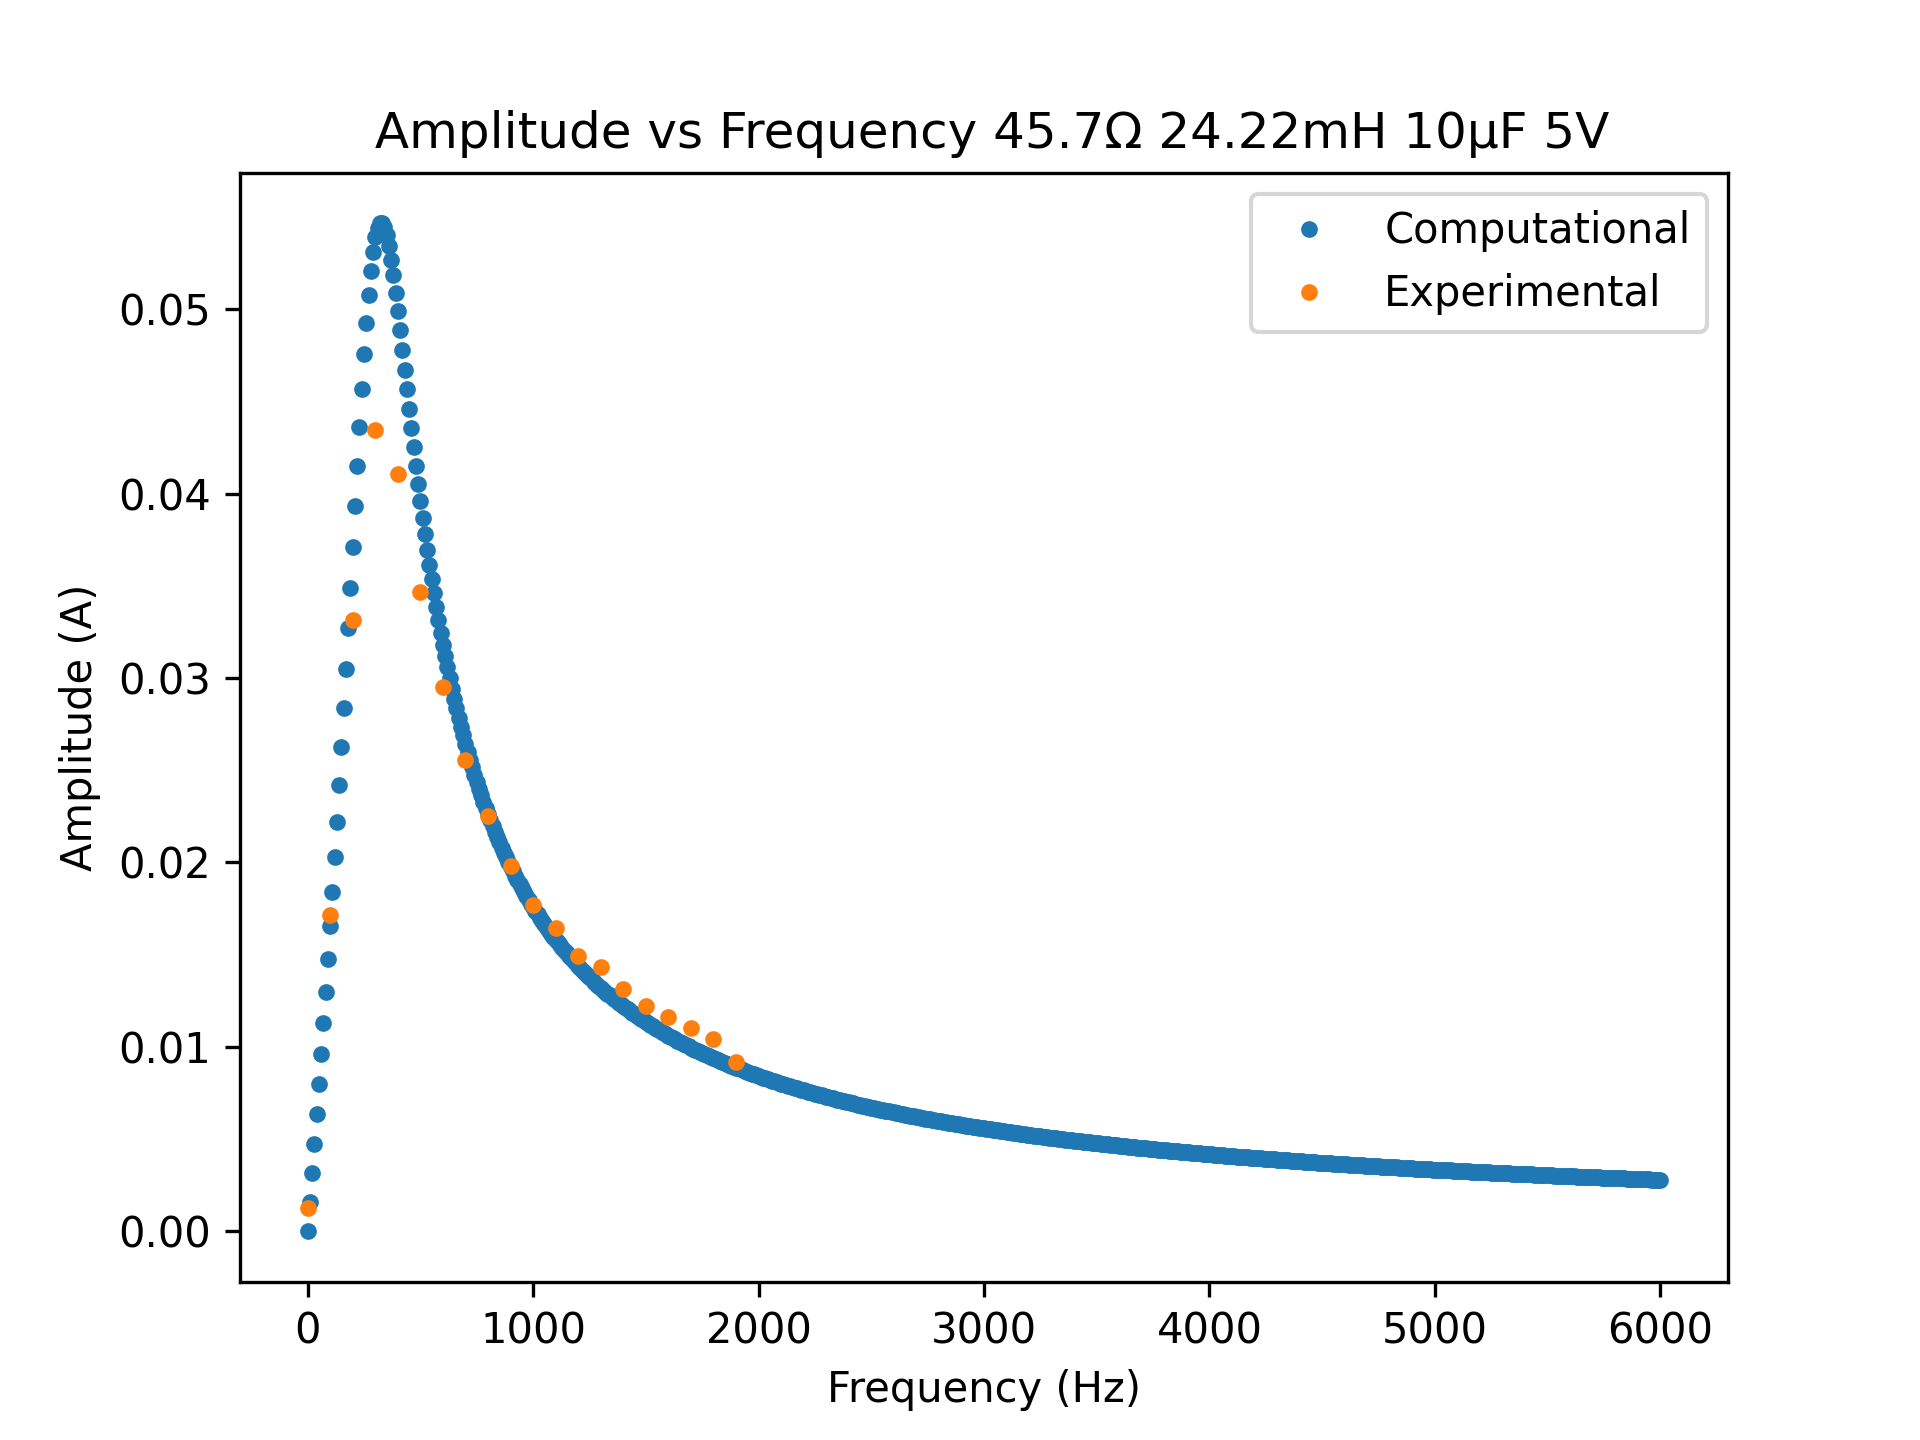 Amplitude vs Frequency 45.7Ω 24.22mH 10µF 5V
Computational
Experimental
0.05
0.04
0.03
0.02
0.01
0.00
Amplitude (A)
0 1000 2000 3000 4000 5000 6000
Frequency (Hz)